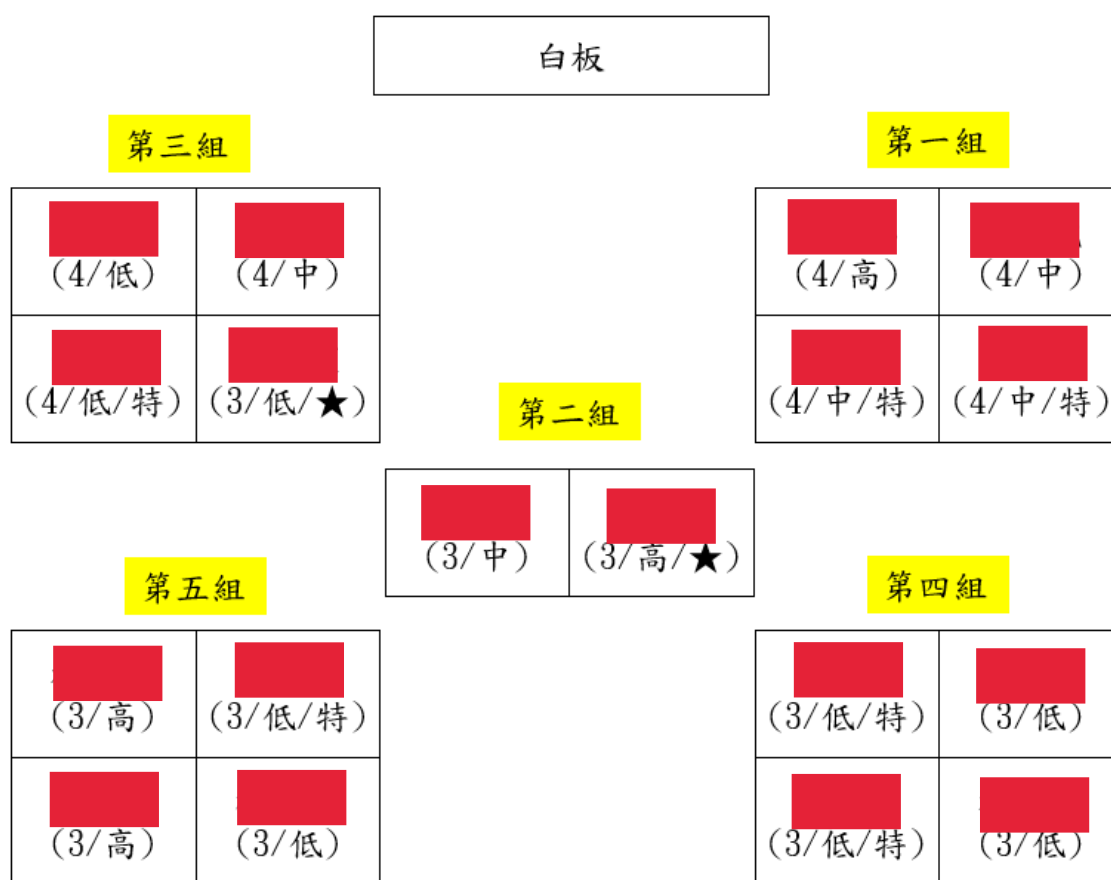 白板
第三組
第一組
(4/低)
(4/中)
(4/高)
(4/中)
(4/低/特)
(3/低/★)
(4/中/特)
(4/中/特)
第二組
(3/中)
(3/高/★)
第五組
第四組
(3/高)
(3/低/特)
(3/低/特)
(3/低)
(3/高)
(3/低)
(3/低/特)
(3/低)